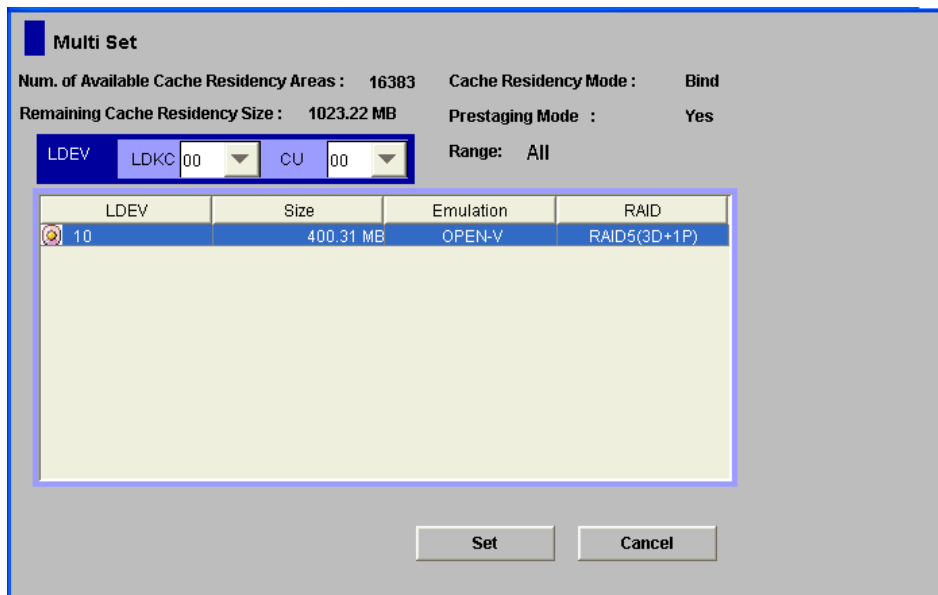 Multi Set
Num. of Available Cache Residency Areas : 16383 Cache Residency Mode : Bind
Remaining Cache Residency Size : 1023.22 MB Prestaging Mode : Yes
LDEV LDKC 00 CU 00 Range: All
LDEV Size Emulation RAID
10 400.31 MB OPEN-V RAID5(3D+1P)
Set Cancel